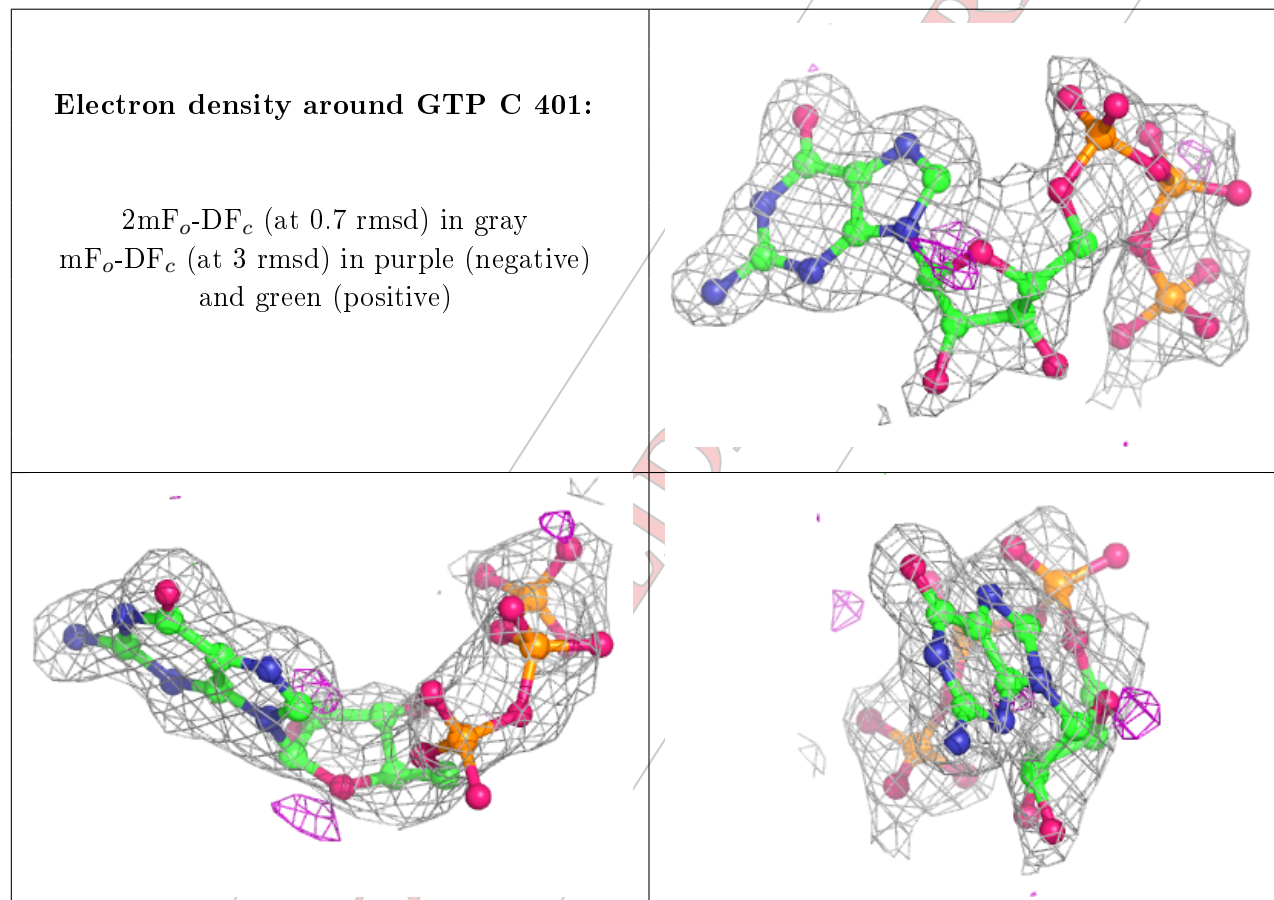 Electron density around GTP C 401:
2mFo-DFc (at 0.7 rmsd) in gray
mFo-DFc (at 3 rmsd) in purple (negative)
and green (positive)